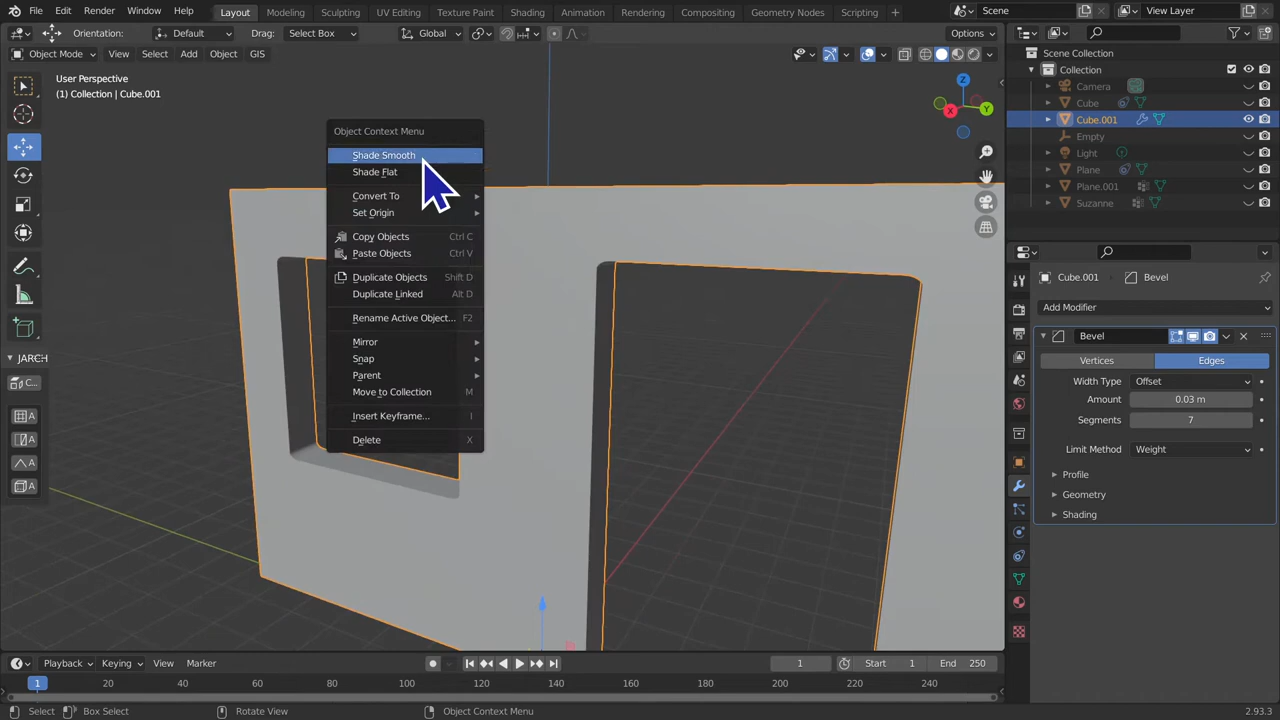 File Edit Render Window Help Layout Modeling Sculpting UV Editing Texture Paint Shading Animation Rendering Compositing Geometry Nodes Scripting + Scene View Layer
Orientation: Default Drag: Select Box Global Options
Object Mode View Select Add Object GIS
User Perspective
(1) Collection | Cube.001
Z
Y
X
Object Context Menu
Shade Smooth
Shade Flat
Convert To
Set Origin
Copy Objects Ctrl C
Paste Objects Ctrl V
Duplicate Objects Shift D
Duplicate Linked Alt D
Rename Active Object... F2
Mirror
Snap
Parent
Move to Collection M
Insert Keyframe... I
Delete X
JARCH
C...
A
A
A
A
Scene Collection
Collection
Camera
Cube
Cube.001
Empty
Light
Plane
Plane.001
Suzanne
Cube.001 Bevel
Add Modifier
Bevel
Vertices Edges
Width Type Offset
Amount 0.03 m
Segments 7
Limit Method Weight
Profile
Geometry
Shading
Playback Keying View Marker 1 Start 1 End 250
1 20 40 60 80 100 120 140 160 180 200 220 240
Select Box Select Rotate View Object Context Menu 2.93.3